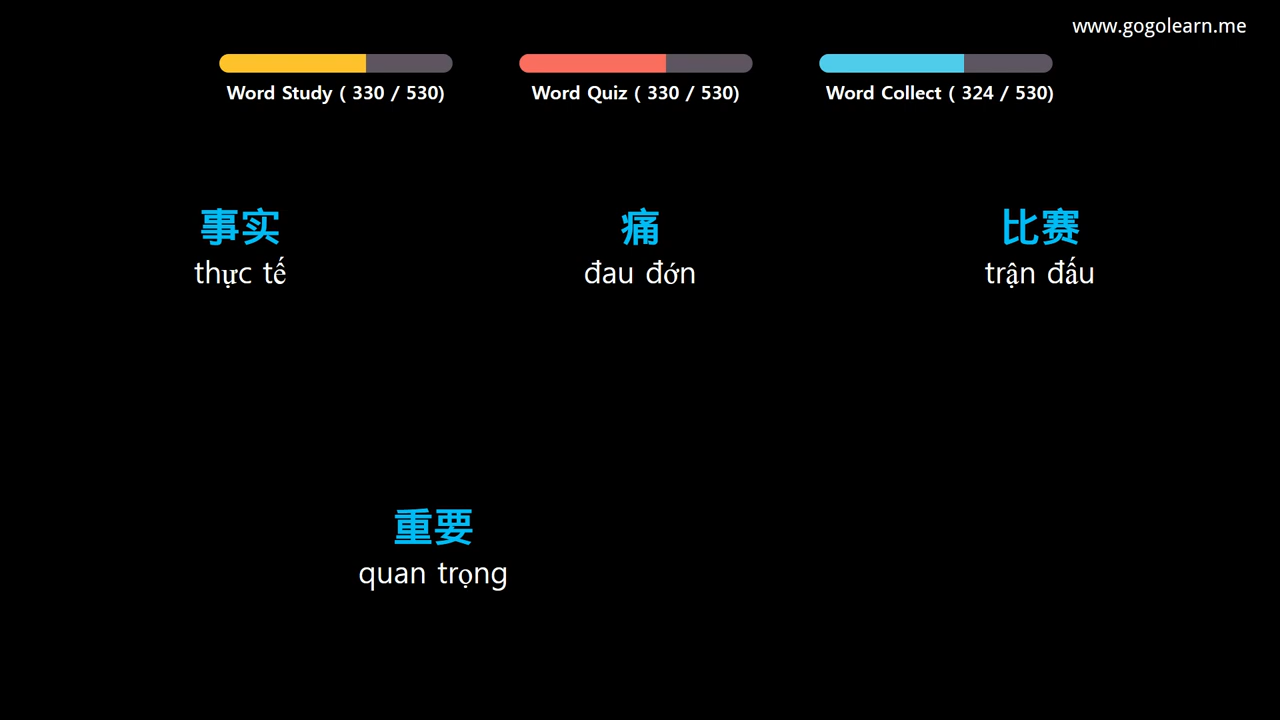 www.gogolearn.me
Word Study ( 330 / 530)
Word Quiz ( 330 / 530)
Word Collect ( 324 / 530)
事实
thực tế
痛
đau đớn
比赛
trận đấu
重要
quan trọng